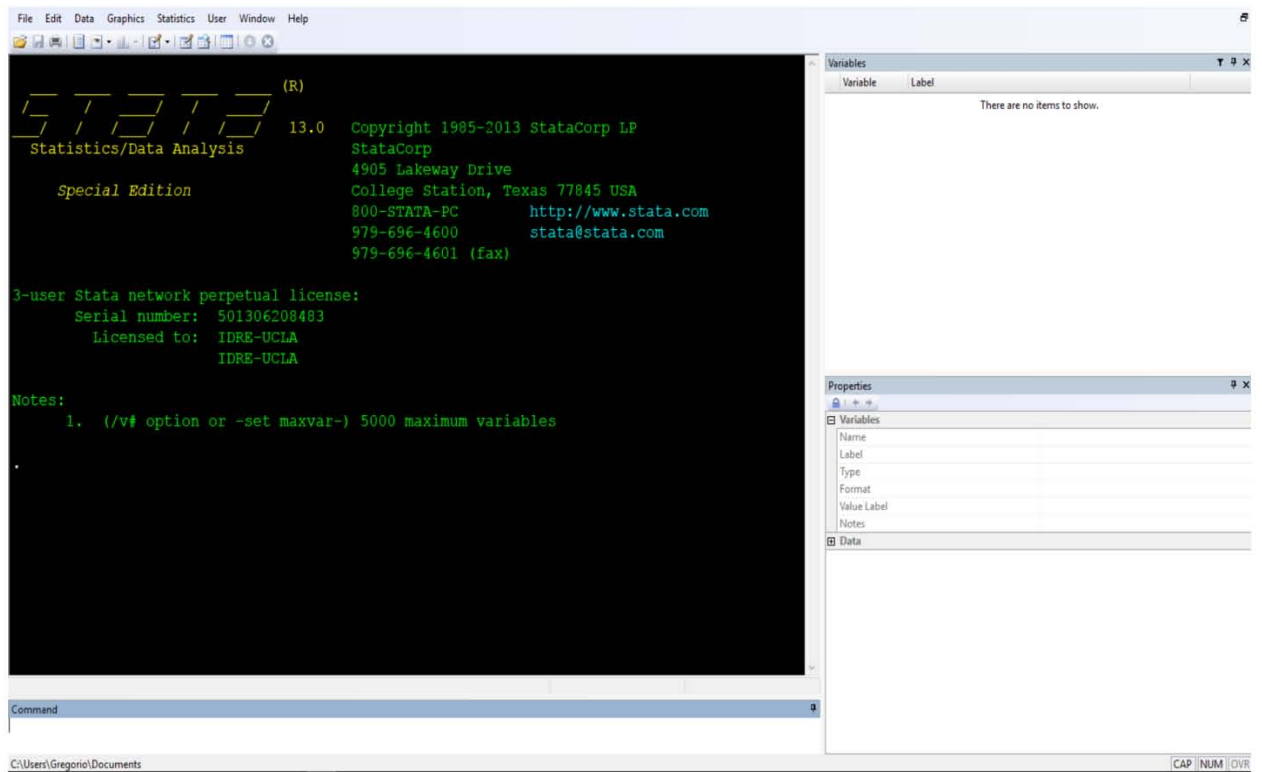 File Edit Data Graphics Statistics User Window Help
(R)
13.0 Copyright 1985-2013 StataCorp LP
Statistics/Data Analysis StataCorp
4905 Lakeway Drive
Special Edition College Station, Texas 77845 USA
800-STATA-PC http://www.stata.com
979-696-4600 stata@stata.com
979-696-4601 (fax)
3-user Stata network perpetual license:
Serial number: 501306208483
Licensed to: IDRE-UCLA
IDRE-UCLA
Notes:
1. (/v# option or -set maxvar-) 5000 maximum variables
.
Command
C:\Users\Gregorio\Documents
Variables
Variable Label
There are no items to show.
Properties
Variables
Name
Label
Type
Format
Value Label
Notes
Data
CAP NUM OVR